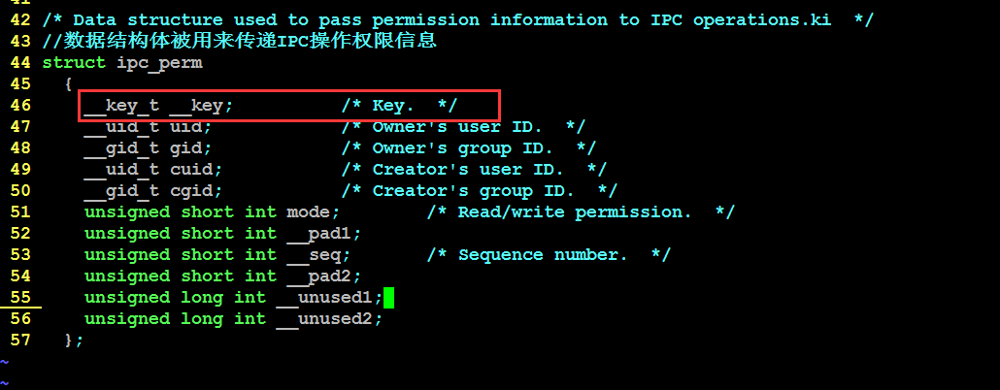 41
42 /* Data structure used to pass permission information to IPC operations.ki  */
43 //数据结构体被用来传递IPC操作权限信息
44 struct ipc_perm
45   {
46     __key_t __key;          /* Key.  */
47     __uid_t uid;            /* Owner's user ID.  */
48     __gid_t gid;            /* Owner's group ID.  */
49     __uid_t cuid;           /* Creator's user ID.  */
50     __gid_t cgid;           /* Creator's group ID.  */
51     unsigned short int mode;        /* Read/write permission.  */
52     unsigned short int __pad1;
53     unsigned short int __seq;       /* Sequence number.  */
54     unsigned short int __pad2;
55     unsigned long int __unused1;
56     unsigned long int __unused2;
57   };
~
~